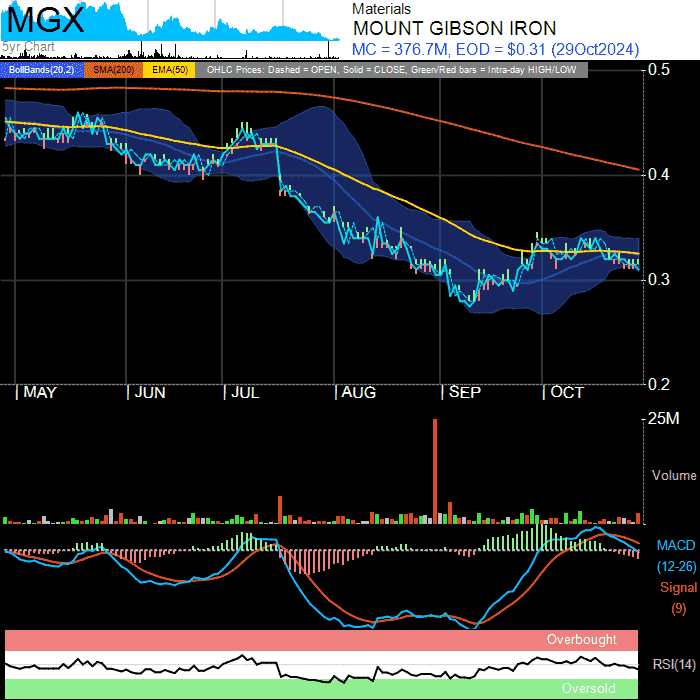 MGX
5yr Chart
Materials
MOUNT GIBSON IRON
MC = 376.7M, EOD = $0.31 (29Oct2024)
BollBands(20,2) SMA(200) EMA(50) OHLC Prices: Dashed = OPEN, Solid = CLOSE, Green/Red bars = Intra-day HIGH/LOW
0.5
0.4
0.3
0.2
MAY JUN JUL AUG SEP OCT
25M
Volume
MACD
(12-26)
Signal
(9)
Overbought
RSI(14)
Oversold